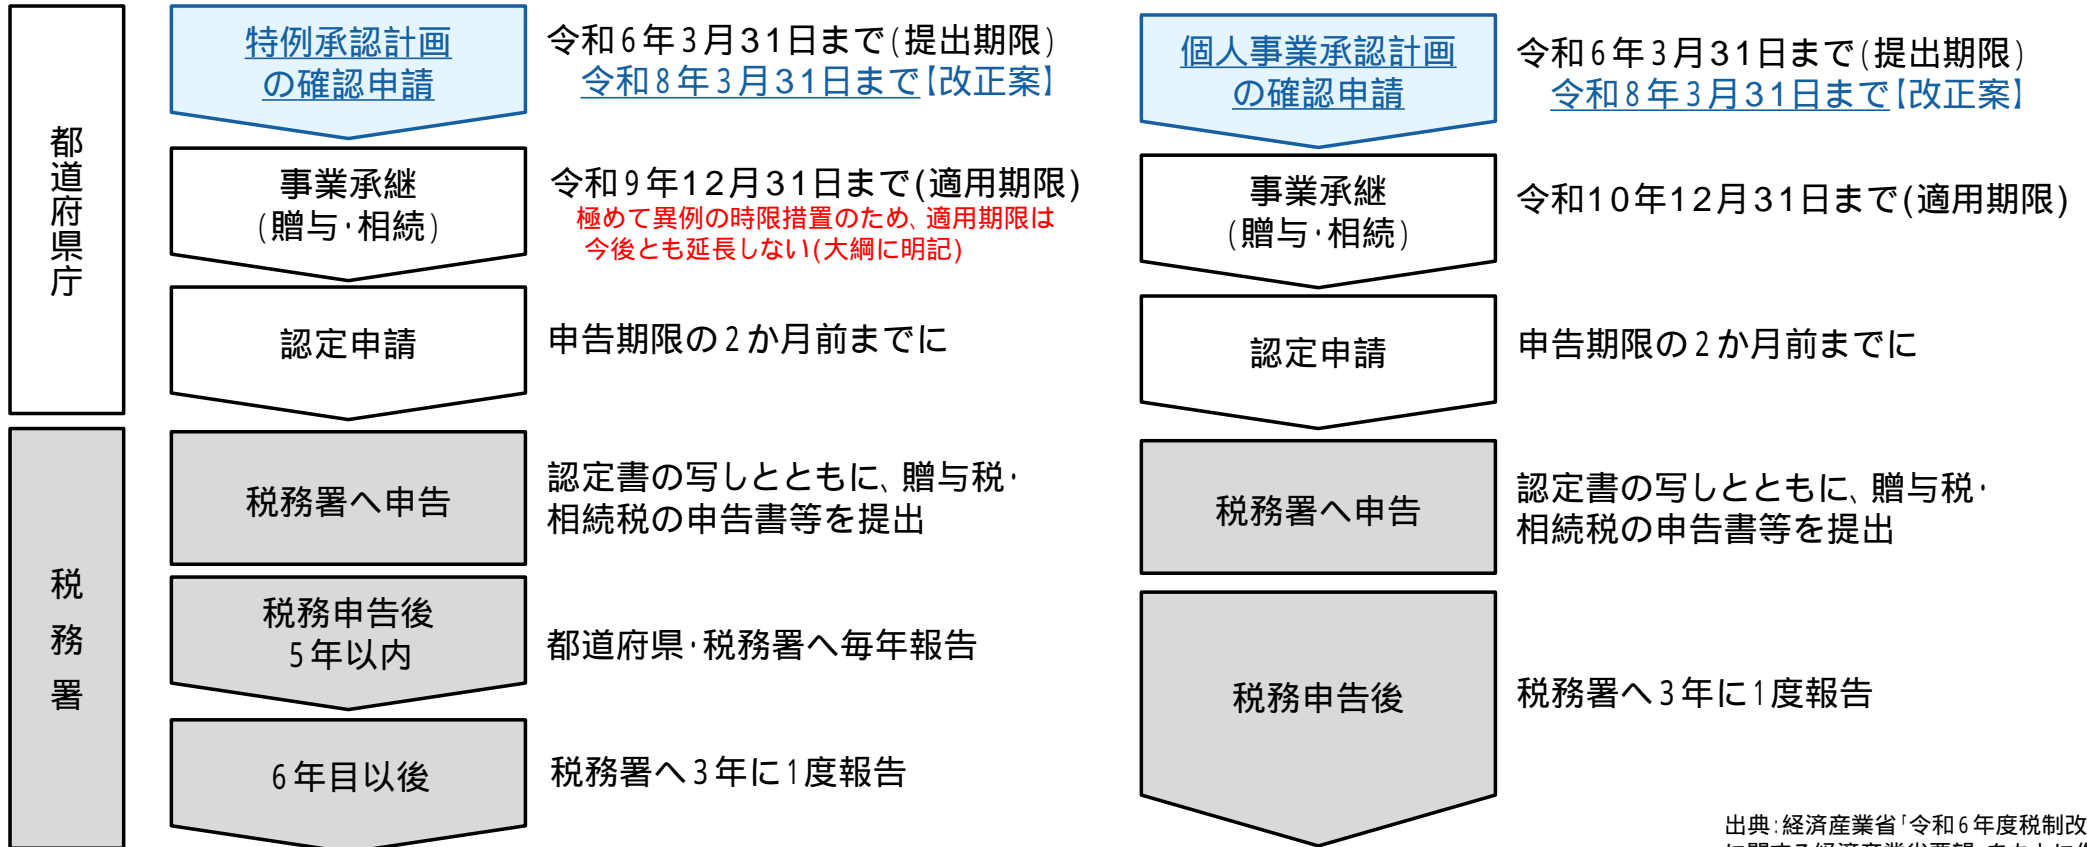 都道府県庁
特例承認計画
の確認申請
令和6年3月31日まで(提出期限)
令和8年3月31日まで【改正案】
事業承継
(贈与・相続)
令和9年12月31日まで(適用期限)
極めて異例の時限措置のため、適用期限は
今後とも延長しない(大綱に明記)
認定申請
申告期限の2か月前までに
税務署
税務署へ申告
認定書の写しとともに、贈与税・
相続税の申告書等を提出
税務申告後
5年以内
都道府県・税務署へ毎年報告
6年目以後
税務署へ3年に1度報告
個人事業承認計画
の確認申請
令和6年3月31日まで(提出期限)
令和8年3月31日まで【改正案】
事業承継
(贈与・相続)
令和10年12月31日まで(適用期限)
認定申請
申告期限の2か月前までに
税務署へ申告
認定書の写しとともに、贈与税・
相続税の申告書等を提出
税務申告後
税務署へ3年に1度報告
出典:経済産業省「令和6年度税制改